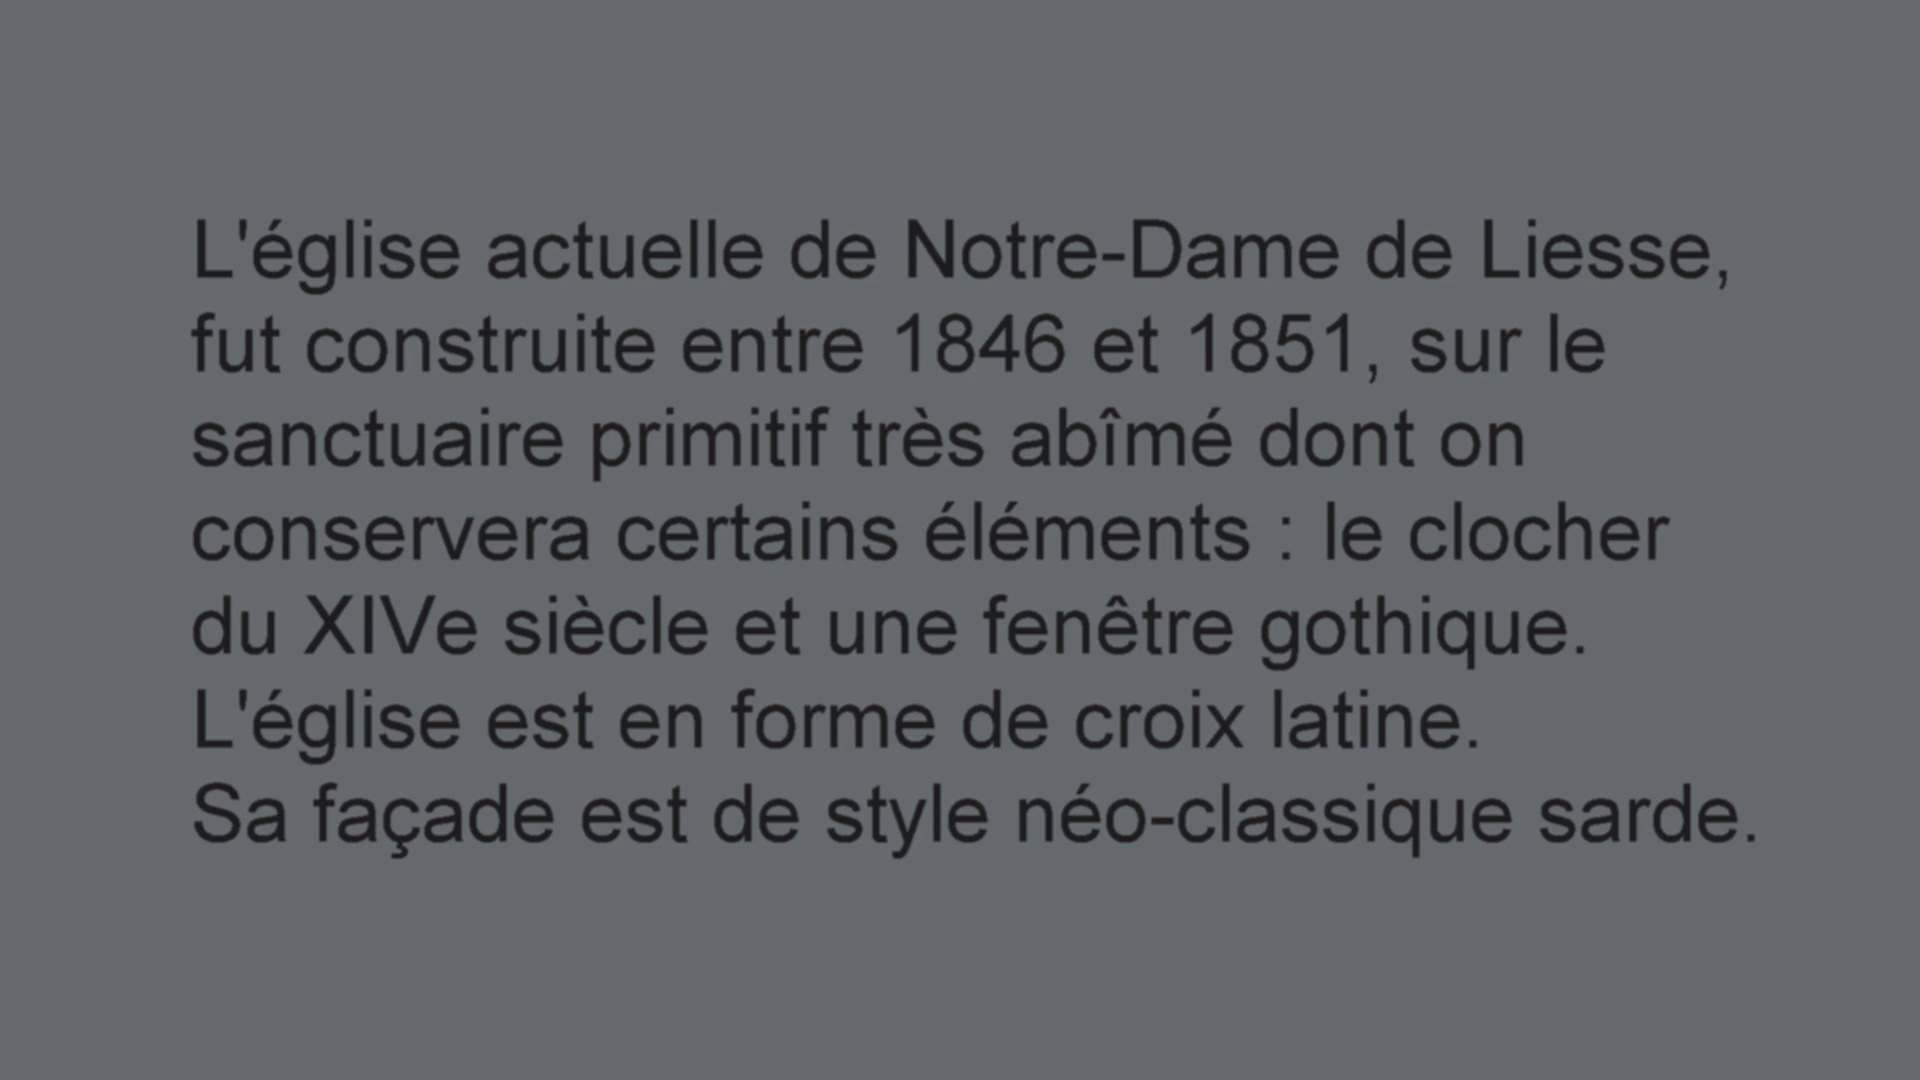 L'église actuelle de Notre-Dame de Liesse,
fut construite entre 1846 et 1851, sur le
sanctuaire primitif très abîmé dont on
conservera certains éléments : le clocher
du XIVe siècle et une fenêtre gothique.
L'église est en forme de croix latine.
Sa façade est de style néo-classique sarde.